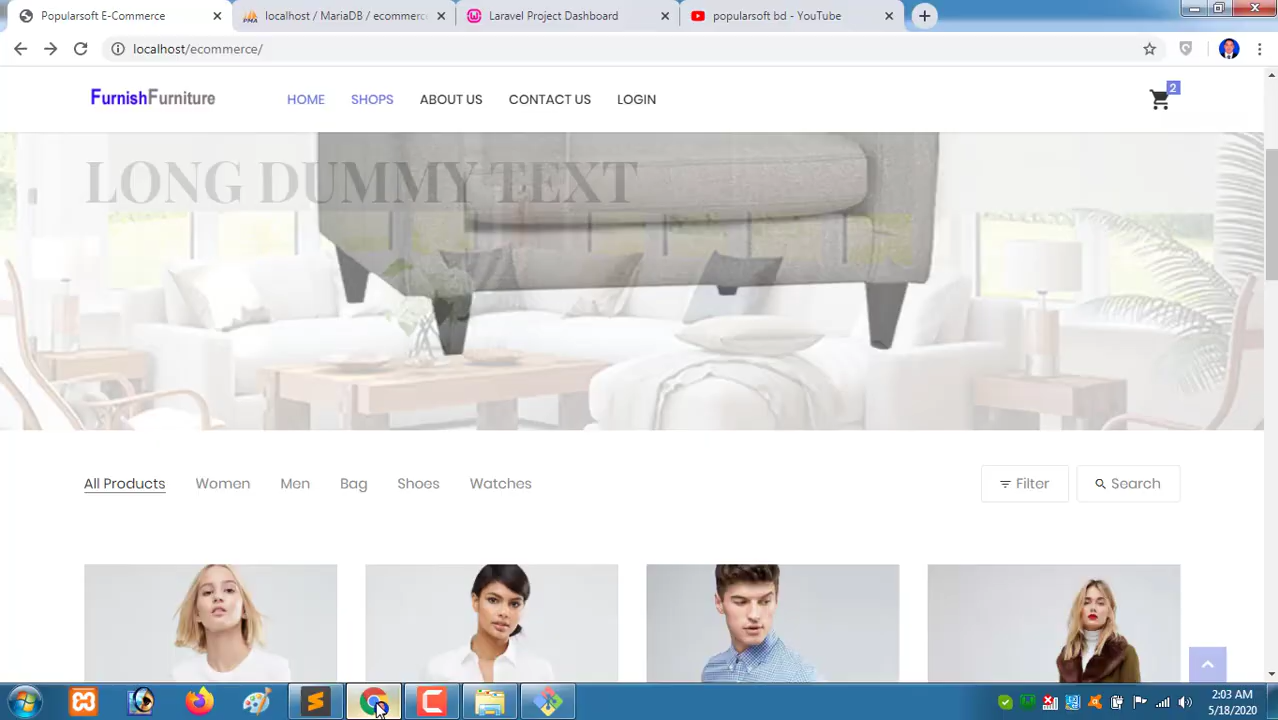 Popularsoft E-Commerce
localhost / MariaDB / ecommerc
Laravel Project Dashboard
popularsoft bd - YouTube
localhost/ecommerce/
FurnishFurniture
HOME
SHOPS
ABOUT US
CONTACT US
LOGIN
2
LONG DUMMY TEXT
All Products
Women
Men
Bag
Shoes
Watches
Filter
Search
2:03 AM
5/18/2020